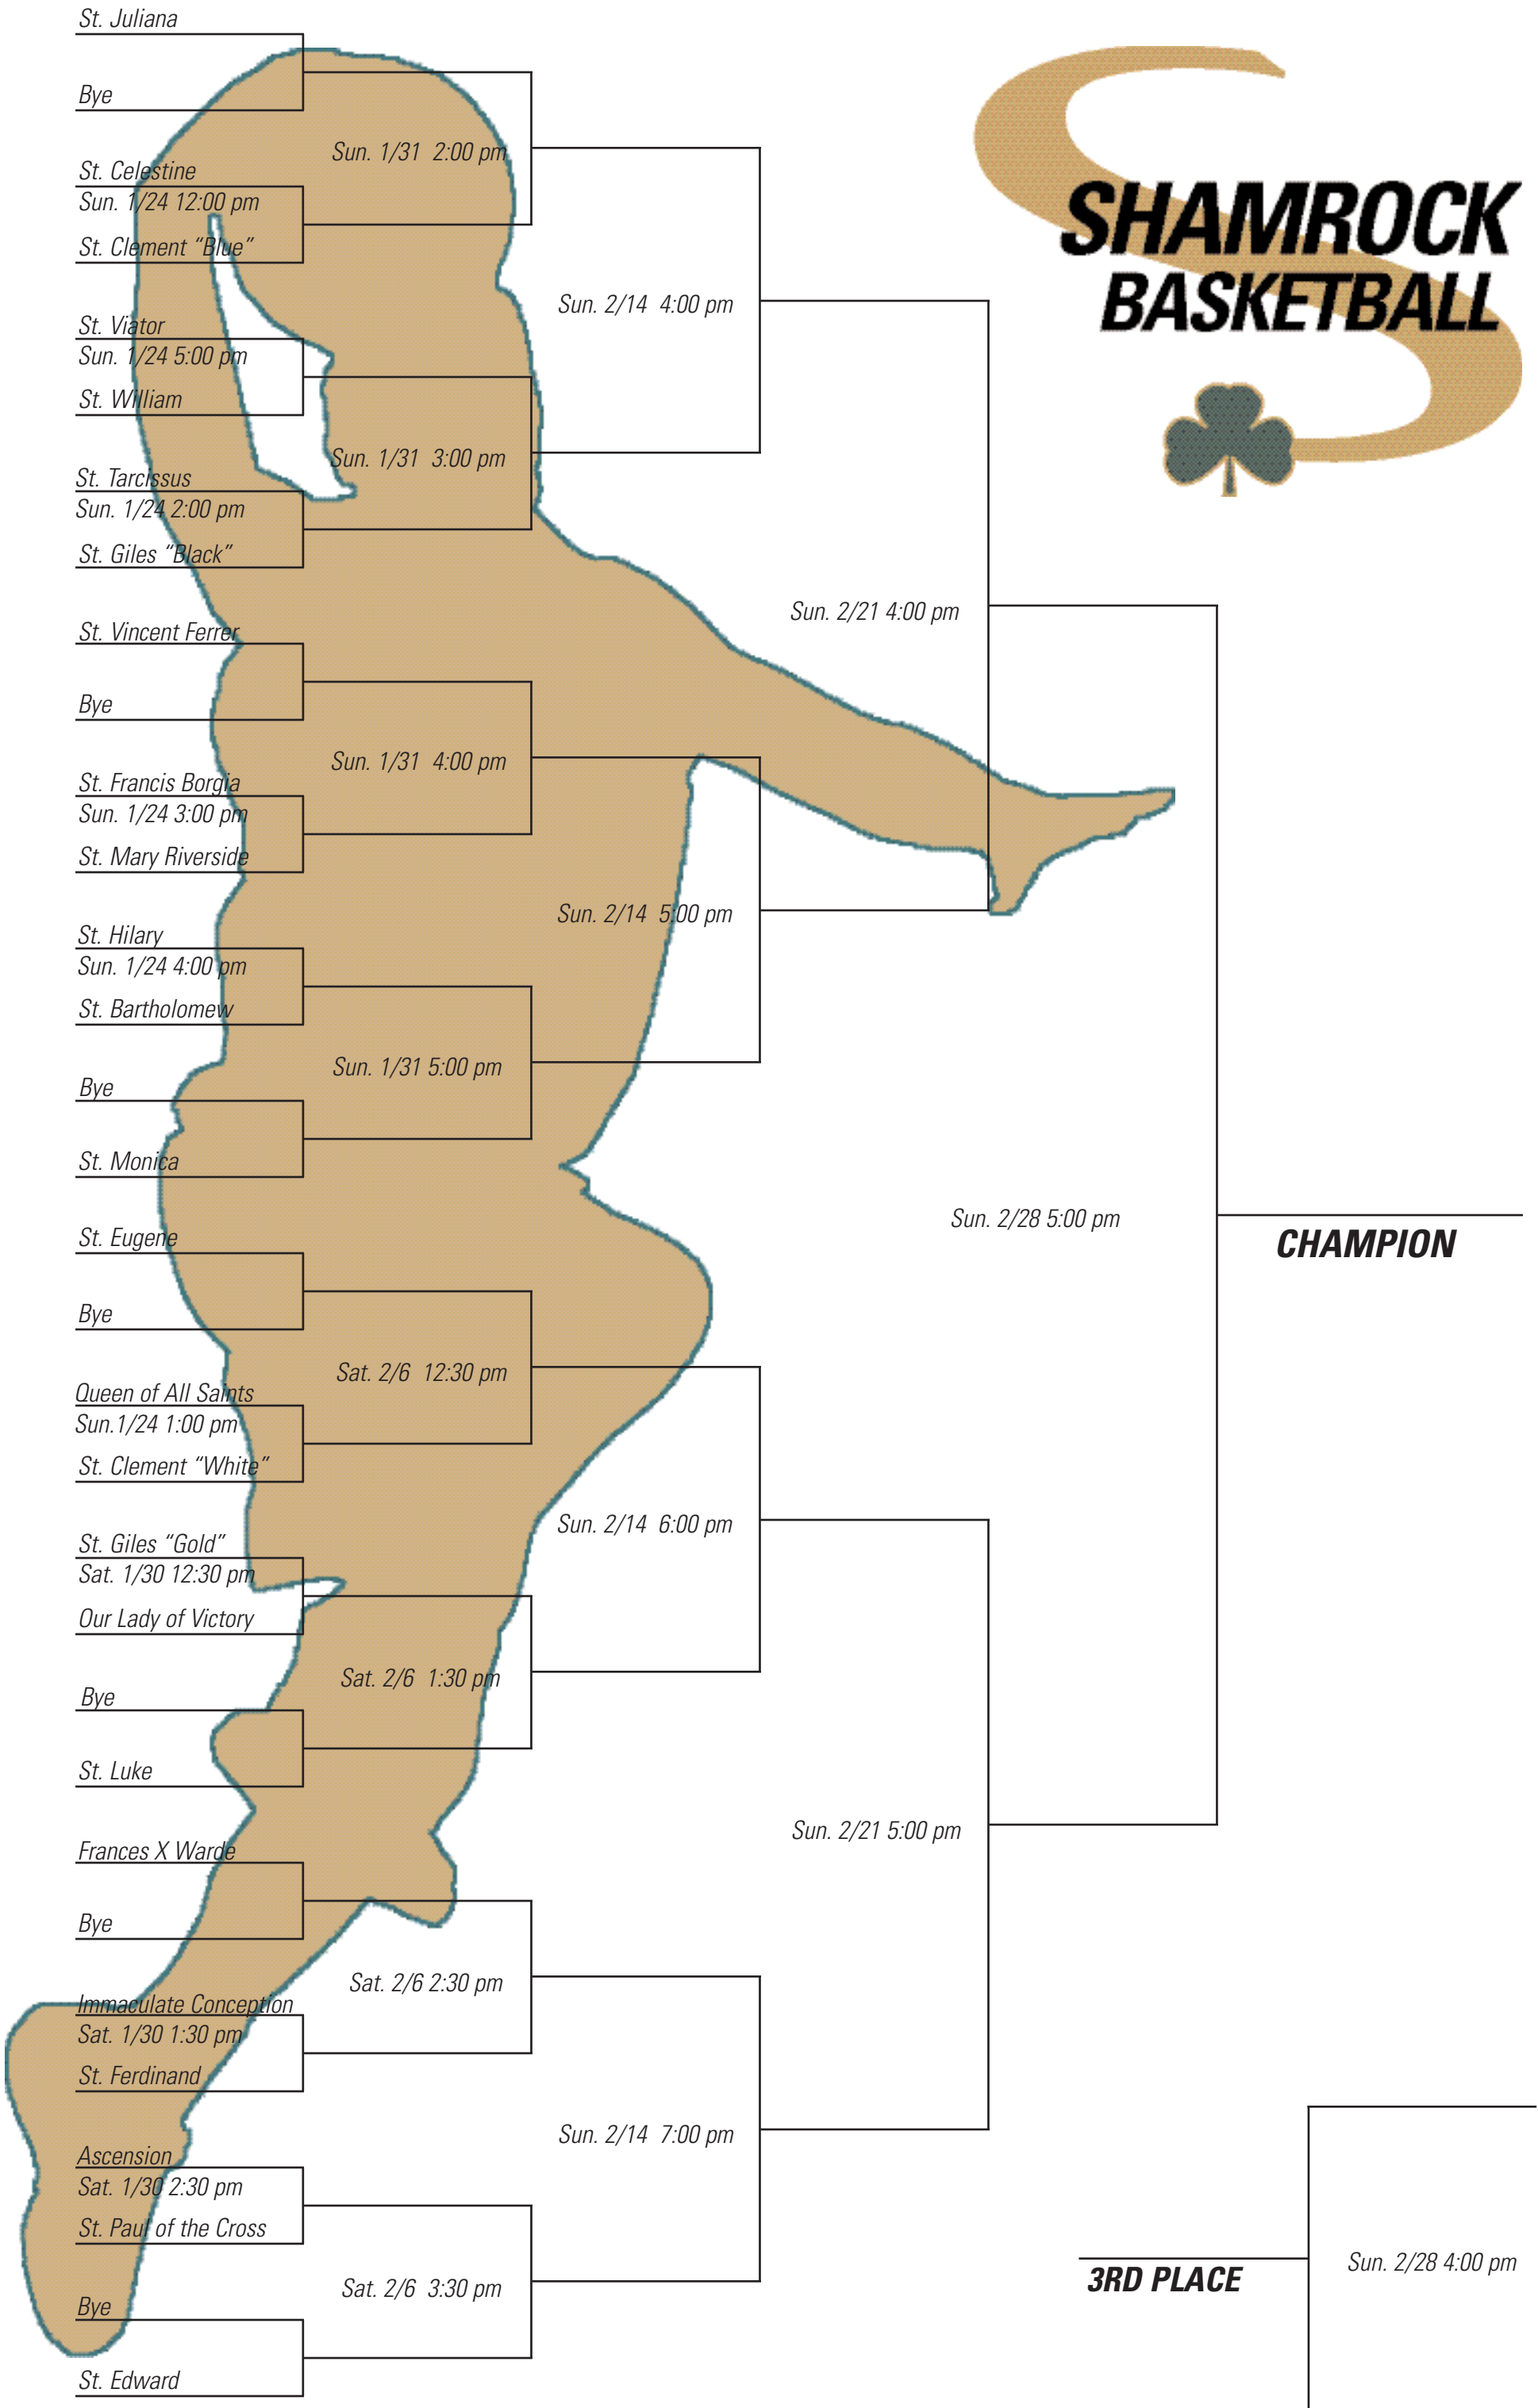 St. Juliana
Bye
Sun. 1/31 2:00 pm
St. Celestine
Sun. 1/24 12:00 pm
St. Clement “Blue”
SHAMROCK
BASKETBALL
Sun. 2/14 4:00 pm
St. Viator
Sun. 1/24 5:00 pm
St. William
Sun. 1/31 3:00 pm
St. Tarcissus
Sun. 1/24 2:00 pm
St. Giles “Black”
Sun. 2/21 4:00 pm
St. Vincent Ferrer
Bye
Sun. 1/31 4:00 pm
St. Francis Borgia
Sun. 1/24 3:00 pm
St. Mary Riverside
Sun. 2/14 5:00 pm
St. Hilary
Sun. 1/24 4:00 pm
St. Bartholomew
Sun. 1/31 5:00 pm
Bye
St. Monica
Sun. 2/28 5:00 pm
CHAMPION
St. Eugene
Bye
Sat. 2/6 12:30 pm
Queen of All Saints
Sun.1/24 1:00 pm
St. Clement “White”
Sun. 2/14 6:00 pm
St. Giles “Gold”
Sat. 1/30 12:30 pm
Our Lady of Victory
Sat. 2/6 1:30 pm
Bye
St. Luke
Sun. 2/21 5:00 pm
Frances X Warde
Bye
Sat. 2/6 2:30 pm
Immaculate Conception
Sat. 1/30 1:30 pm
St. Ferdinand
Sun. 2/14 7:00 pm
Ascension
Sat. 1/30 2:30 pm
St. Paul of the Cross
Sat. 2/6 3:30 pm
Bye
St. Edward
Sun. 2/28 4:00 pm
3RD PLACE